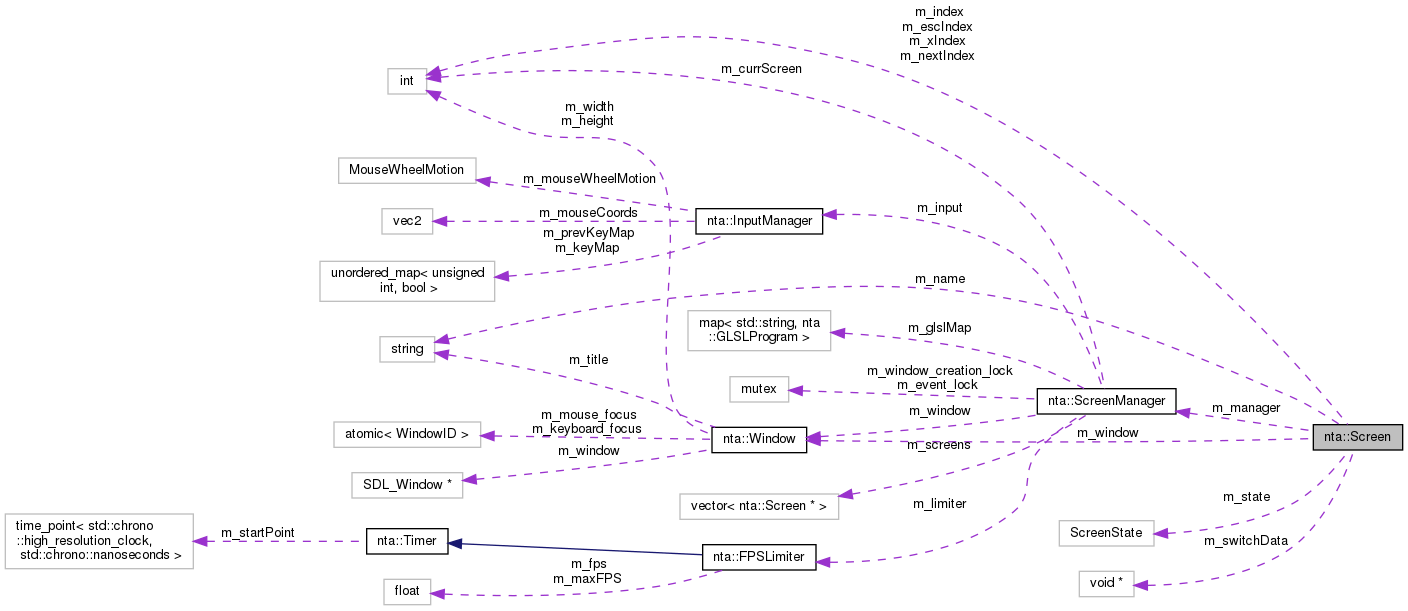 m_index
m_escIndex
m_xIndex
m_nextIndex
int
m_currScreen
m_width
m_height
MouseWheelMotion
m_mouseWheelMotion
vec2
m_mouseCoords
nta::InputManager
m_input
m_prevKeyMap
m_keyMap
unordered_map< unsigned
int, bool >
m_name
map< std::string, nta
::GLSLProgram >
m_glslMap
string
m_title
mutex
m_window_creation_lock
m_event_lock
nta::ScreenManager
m_manager
nta::Screen
m_window
m_window
nta::Window
m_mouse_focus
m_keyboard_focus
atomic< WindowID >
m_window
SDL_Window *
m_screens
vector< nta::Screen * >
m_limiter
m_state
ScreenState
m_switchData
void *
time_point< std::chrono
::high_resolution_clock,
std::chrono::nanoseconds >
m_startPoint
nta::Timer
nta::FPSLimiter
m_fps
m_maxFPS
float